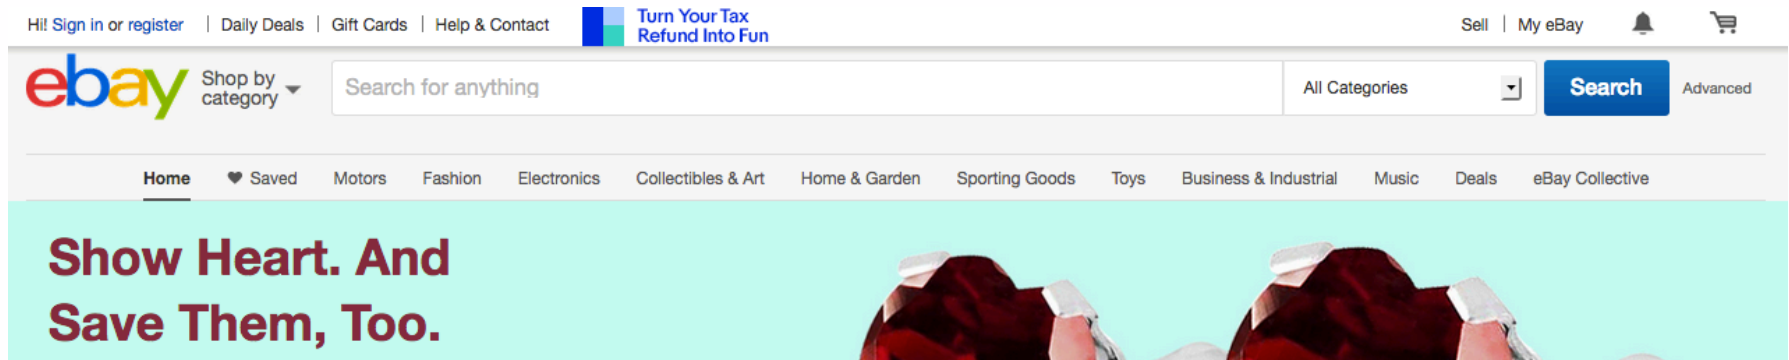 Hi! Sign in or register | Daily Deals | Gift Cards | Help & Contact
Turn Your Tax
Refund Into Fun
Sell | My eBay
ebay
Shop by
category
Search for anything
All Categories
Search
Advanced
Home Saved Motors Fashion Electronics Collectibles & Art Home & Garden Sporting Goods Toys Business & Industrial Music Deals eBay Collective
Show Heart. And
Save Them, Too.